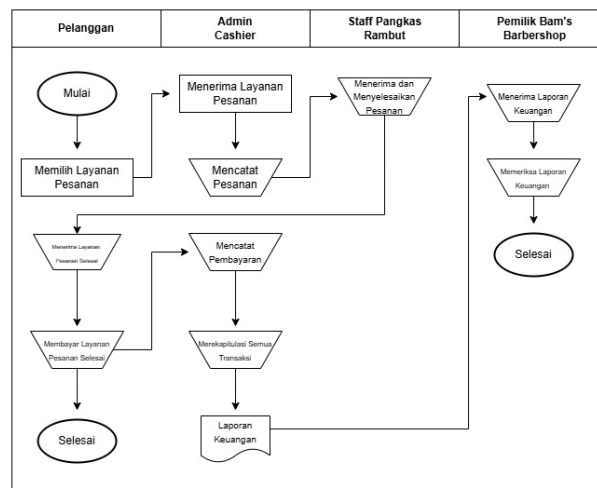 Pelanggan
Admin
Cashier
Staff Pangkas
Rambut
Pemilik Bam's
Barbershop
Mulai
Menerima Layanan
Pesanan
Menerima dan
Menyelesaikan
Pesanan
Menerima Laporan
Keuangan
Memilih Layanan
Pesanan
Mencatat
Pesanan
Memeriksa Laporan
Keuangan
Menerima Layanan
Pesanan Selesai
Mencatat
Pembayaran
Selesai
Membayar Layanan
Pesanan Selesai
Merekapitulasi Semua
Transaksi
Selesai
Laporan
Keuangan